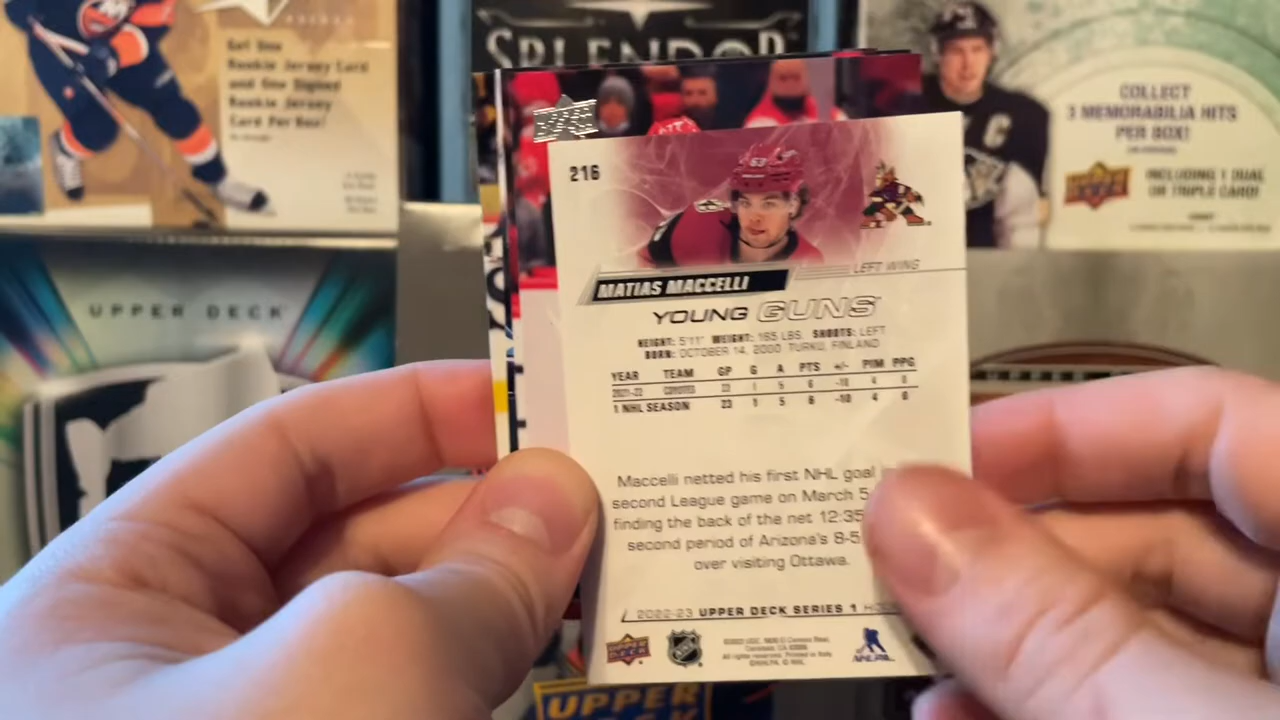 SPLENDOR
Get One
Rookie Jersey Card
and One Signed
Rookie Jersey
Card Per Box!
COLLECT
3 MEMORABILIA HITS
PER BOX!
INCLUDING 1 DUAL
OR TRIPLE CARD!
UPPER DECK
C
216
63
LEFT WING
MATIAS MACCELLI
YOUNG GUNS
HEIGHT: 5'11" WEIGHT: 165 LBS SHOOTS: LEFT
BORN: OCTOBER 14, 2000 TURKU, FINLAND
YEAR TEAM GP G A PTS +/- PIM PPG
2021-22 COYOTES 23 1 5 6 -10 4 0
1 NHL SEASON 23 1 5 6 -10 4 0
Maccelli netted his first NHL goal
second League game on March 5
finding the back of the net 12:35
second period of Arizona's 8-5
over visiting Ottawa.
2022-23 UPPER DECK SERIES 1
UPPER DECK
NHL
NHLPA
UPPER
DECK